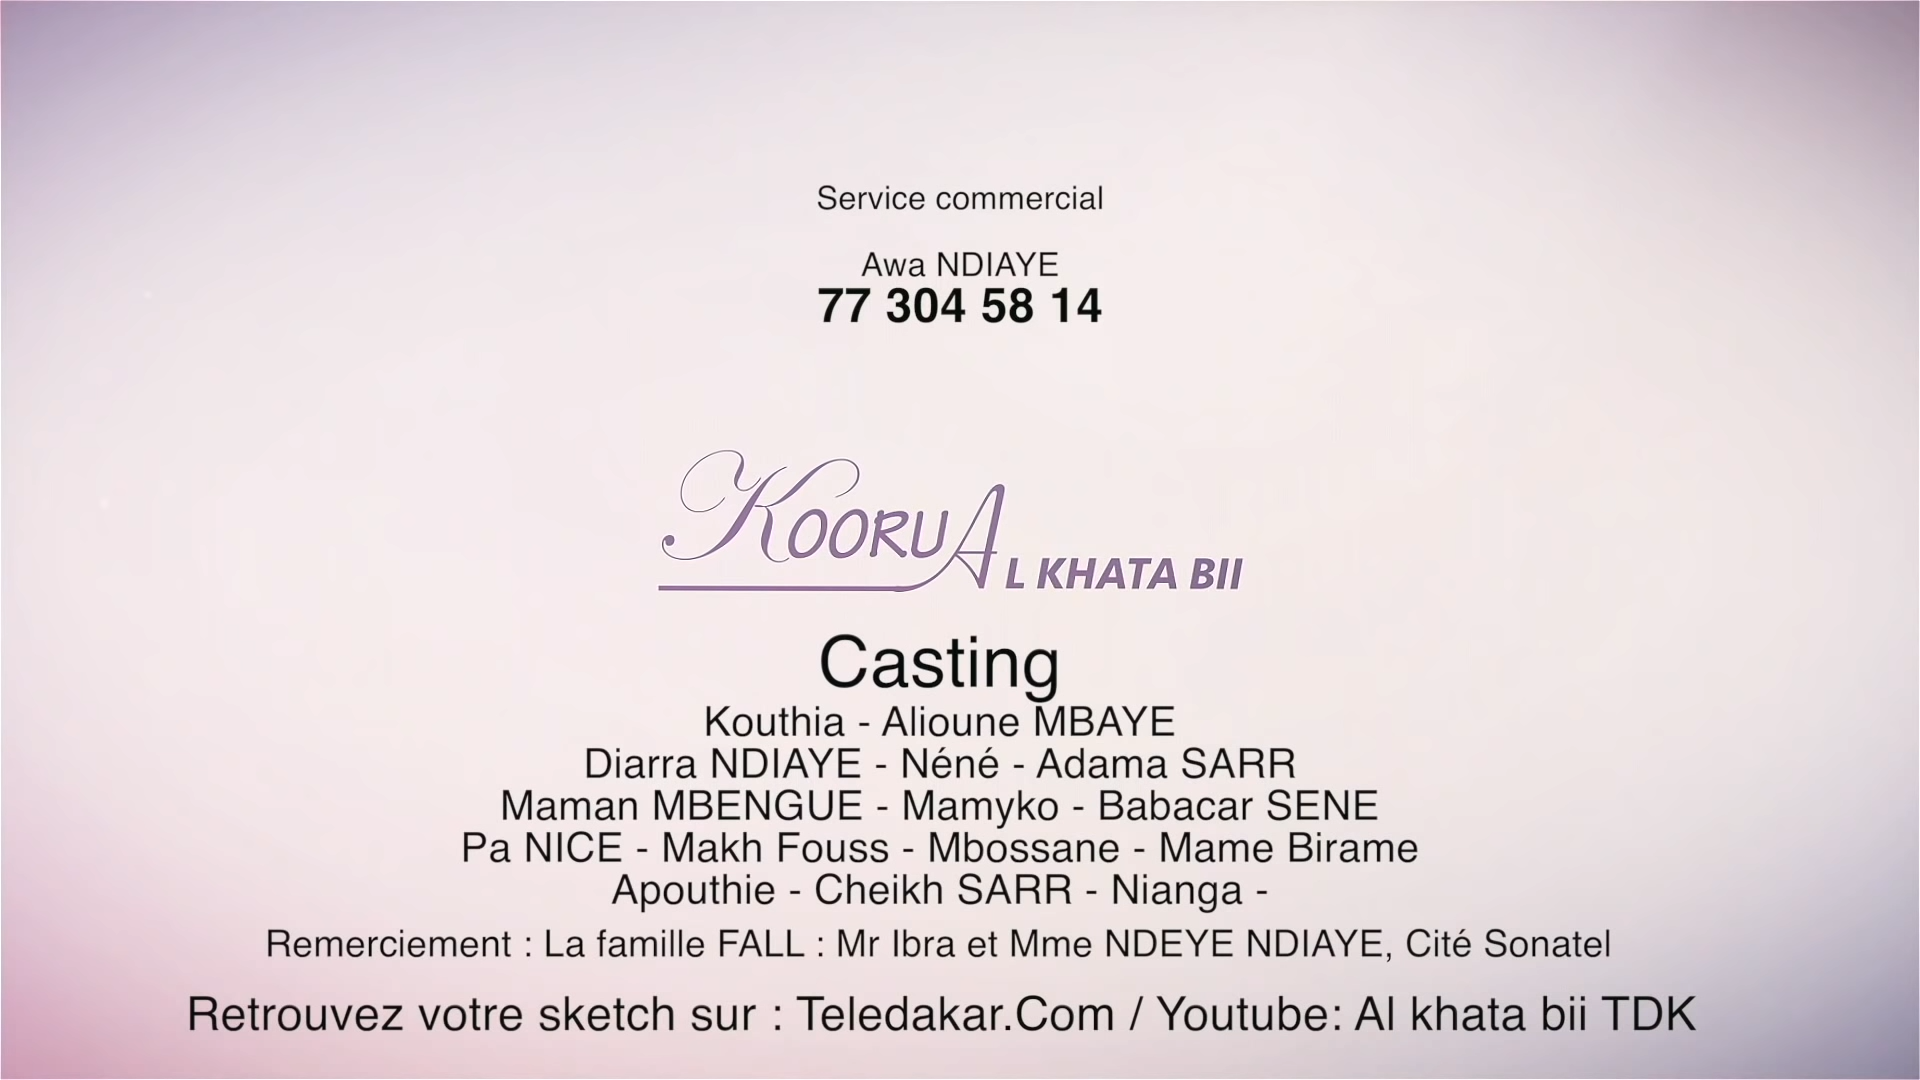 Service commercial
Awa NDIAYE
77 304 58 14
KOORU AL KHATA BII
Casting
Kouthia - Alioune MBAYE
Diarra NDIAYE - Néné - Adama SARR
Maman MBENGUE - Mamyko - Babacar SENE
Pa NICE - Makh Fouss - Mbossane - Mame Birame
Apouthie - Cheikh SARR - Nianga -
Remerciement : La famille FALL : Mr Ibra et Mme NDEYE NDIAYE, Cité Sonatel
Retrouvez votre sketch sur : Teledakar.Com / Youtube: Al khata bii TDK